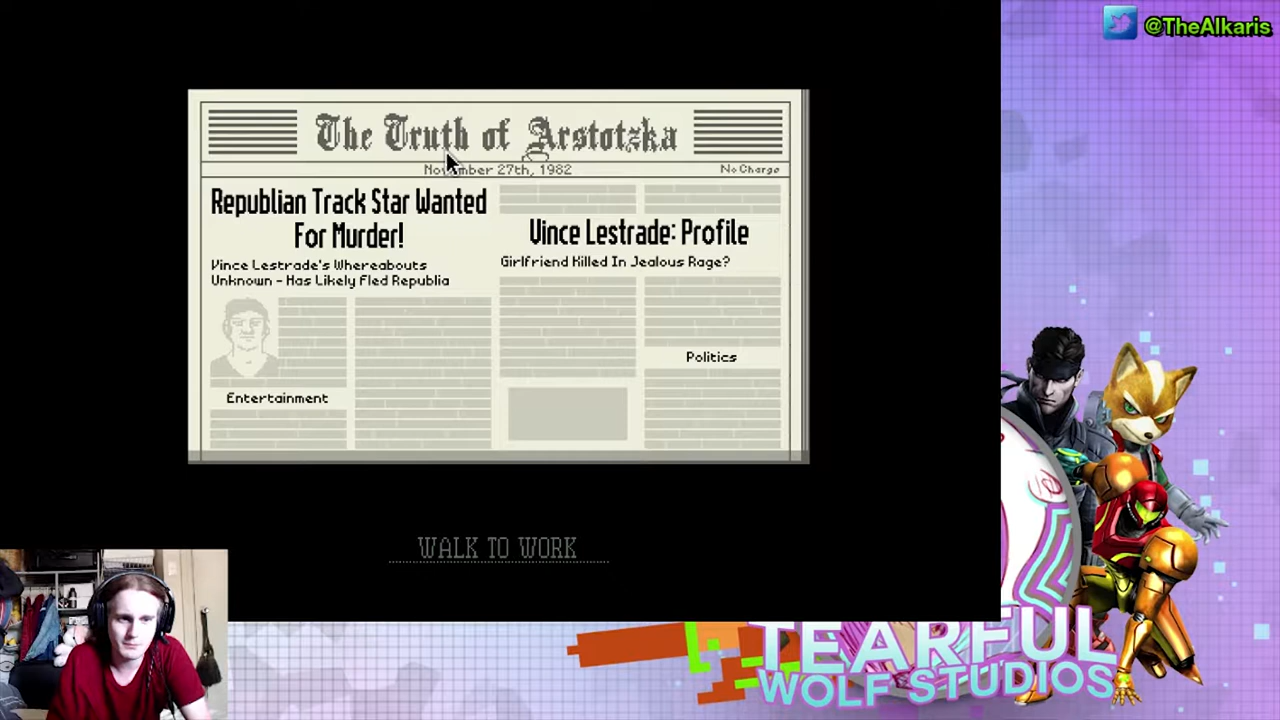 @TheAlkaris
The Truth of Arstotzka
November 27th, 1982
No Charge
Republian Track Star Wanted
For Murder!
Vince Lestrade's Whereabouts
Unknown - Has Likely Fled Republia
Entertainment
Vince Lestrade: Profile
Girlfriend Killed In Jealous Rage?
Politics
WALK TO WORK
TEARFUL
WOLF STUDIOS